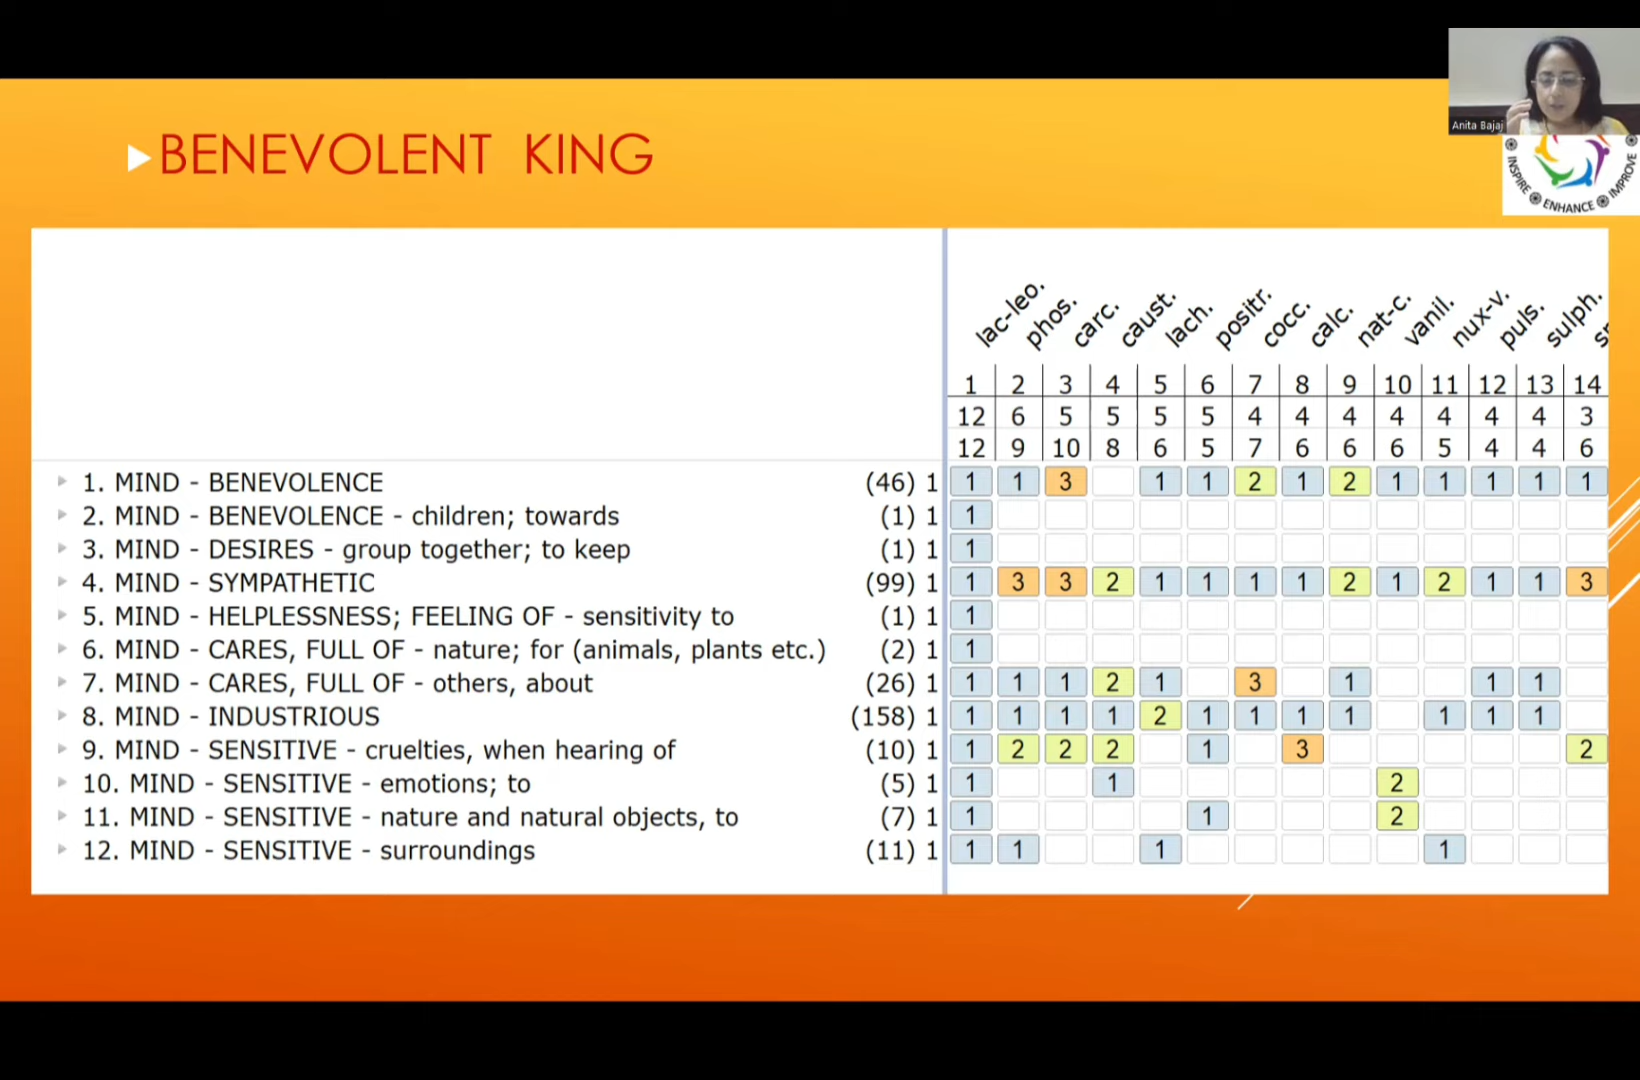 BENEVOLENT KING
Anita Bajaj
INSPIRE ENHANCE IMPROVE
lac-leo. phos. carc. caust. lach. positr. cocc. calc. nat-c. vanil. nux-v. puls. sulph.
1 2 3 4 5 6 7 8 9 10 11 12 13 14
12 6 5 5 5 5 4 4 4 4 4 4 4 3
12 9 10 8 6 5 7 6 6 6 5 4 4 6
1. MIND - BENEVOLENCE (46) 1 1 1 3 1 1 2 1 2 1 1 1 1 1
2. MIND - BENEVOLENCE - children; towards (1) 1 1
3. MIND - DESIRES - group together; to keep (1) 1 1
4. MIND - SYMPATHETIC (99) 1 1 3 3 2 1 1 1 1 2 1 2 1 1 3
5. MIND - HELPLESSNESS; FEELING OF - sensitivity to (1) 1 1
6. MIND - CARES, FULL OF - nature; for (animals, plants etc.) (2) 1 1
7. MIND - CARES, FULL OF - others, about (26) 1 1 1 1 2 1 3 1 1 1
8. MIND - INDUSTRIOUS (158) 1 1 1 1 1 2 1 1 1 1 1 1 1
9. MIND - SENSITIVE - cruelties, when hearing of (10) 1 1 2 2 2 1 3 2
10. MIND - SENSITIVE - emotions; to (5) 1 1 1 2
11. MIND - SENSITIVE - nature and natural objects, to (7) 1 1 1 2
12. MIND - SENSITIVE - surroundings (11) 1 1 1 1 1